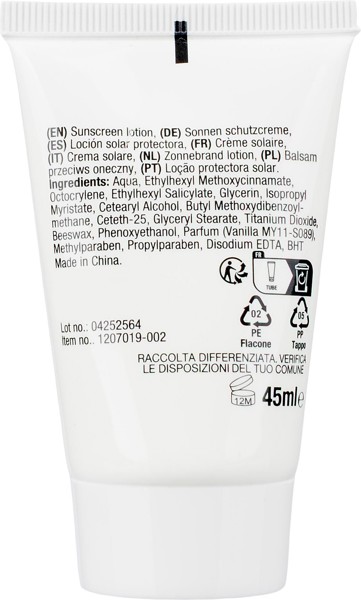 (EN) Sunscreen lotion, (DE) Sonnen schutzcreme,
(ES) Loción solar protectora, (FR) Crème solaire,
(IT) Crema solare, (NL) Zonnebrand lotion, (PL) Balsam
przeciws oneczny, (PT) Loção protectora solar.
Ingredients: Aqua, Ethylhexyl Methoxycinnamate,
Octocrylene, Ethylhexyl Salicylate, Glycerin, Isopropyl
Myristate, Cetearyl Alcohol, Butyl Methoxydibenzoyl-
methane, Ceteth-25, Glyceryl Stearate, Titanium Dioxide,
Beeswax, Phenoxyethanol, Parfum (Vanilla MY11-S089),
Methylparaben, Propylparaben, Disodium EDTA, BHT
Made in China.
FR
TUBE
02
PE
Flacone
05
PP
Tappo
Lot no.: 04252564
Item no.: 1207019-002
RACCOLTA DIFFERENZIATA. VERIFICA
LE DISPOSIZIONI DEL TUO COMUNE
12M
45ml e